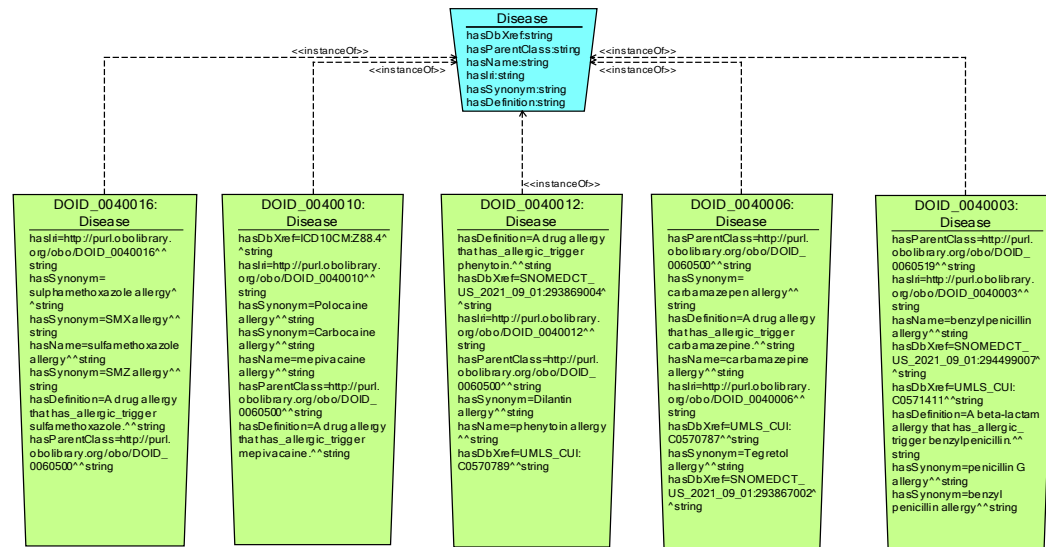 Disease
hasDbXref:string
hasParentClass:string
hasName:string
hasIri:string
hasSynonym:string
hasDefinition:string
<<instanceOf>>
<<instanceOf>>
<<instanceOf>>
<<instanceOf>>
<<instanceOf>>
DOID_0040016:
Disease
hasIri=http://purl.obolibrary.
org/obo/DOID_0040016^^
string
hasSynonym=
sulphamethoxazole allergy^
^string
hasSynonym=SMX allergy^^
string
hasName=sulfamethoxazole
allergy^^string
hasSynonym=SMZ allergy^^
string
hasDefinition=A drug allergy
that has_allergic_trigger
sulfamethoxazole.^^string
hasParentClass=http://purl.
obolibrary.org/obo/DOID_
0060500^^string
DOID_0040010:
Disease
hasDbXref=ICD10CM:Z88.4^
^string
hasIri=http://purl.obolibrary.
org/obo/DOID_0040010^^
string
hasSynonym=Polocaine
allergy^^string
hasSynonym=Carbocaine
allergy^^string
hasName=mepivacaine
allergy^^string
hasParentClass=http://purl.
obolibrary.org/obo/DOID_
0060500^^string
hasDefinition=A drug allergy
that has_allergic_trigger
mepivacaine.^^string
DOID_0040012:
Disease
hasDefinition=A drug allergy
that has_allergic_trigger
phenytoin.^^string
hasDbXref=SNOMEDCT_
US_2021_09_01:293869004^
^string
hasIri=http://purl.obolibrary.
org/obo/DOID_0040012^^
string
hasParentClass=http://purl.
obolibrary.org/obo/DOID_
0060500^^string
hasSynonym=Dilantin
allergy^^string
hasName=phenytoin allergy
^^string
hasDbXref=UMLS_CUI:
C0570789^^string
DOID_0040006:
Disease
hasParentClass=http://purl.
obolibrary.org/obo/DOID_
0060500^^string
hasSynonym=
carbamazepen allergy^^
string
hasDefinition=A drug allergy
that has_allergic_trigger
carbamazepine.^^string
hasName=carbamazepine
allergy^^string
hasIri=http://purl.obolibrary.
org/obo/DOID_0040006^^
string
hasDbXref=UMLS_CUI:
C0570787^^string
hasSynonym=Tegretol
allergy^^string
hasDbXref=SNOMEDCT_
US_2021_09_01:293867002^
^string
DOID_0040003:
Disease
hasParentClass=http://purl.
obolibrary.org/obo/DOID_
0060519^^string
hasIri=http://purl.obolibrary.
org/obo/DOID_0040003^^
string
hasName=benzylpenicillin
allergy^^string
hasDbXref=SNOMEDCT_
US_2021_09_01:294499007^
^string
hasDbXref=UMLS_CUI:
C0571411^^string
hasDefinition=A beta-lactam
allergy that has_allergic_
trigger benzylpenicillin.^^
string
hasSynonym=penicillin G
allergy^^string
hasSynonym=benzyl
penicillin allergy^^string